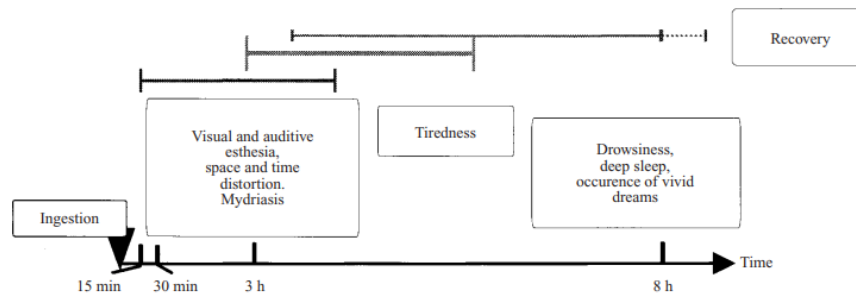 Recovery
Visual and auditive
esthesia,
space and time
distortion.
Mydriasis
Tiredness
Drowsiness,
deep sleep,
occurence of vivid
dreams
Ingestion
Time
15 min
30 min
3 h
8 h